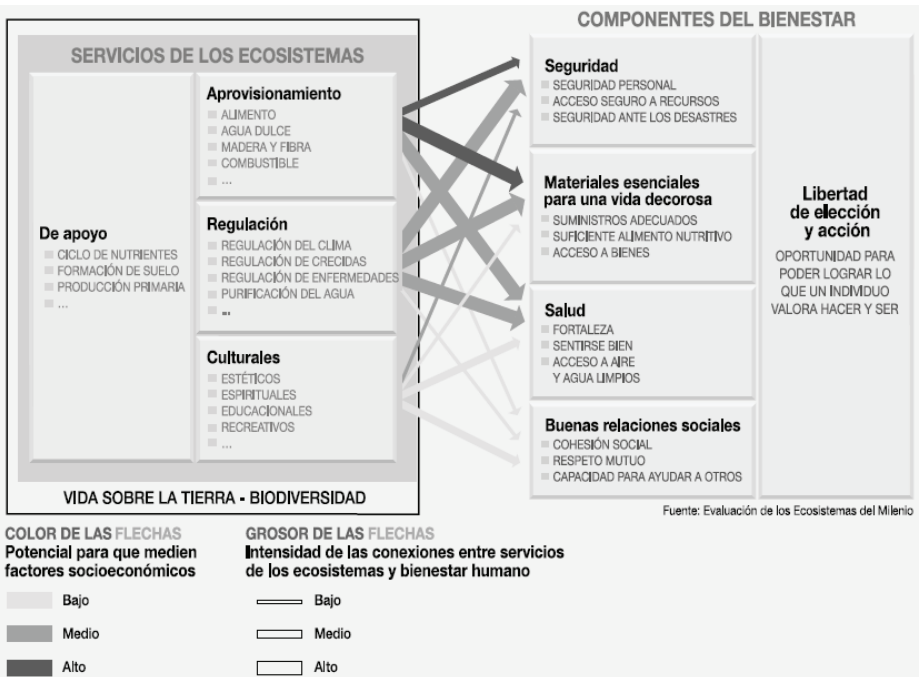 SERVICIOS DE LOS ECOSISTEMAS
De apoyo
CICLO DE NUTRIENTES
FORMACIÓN DE SUELO
PRODUCCIÓN PRIMARIA
...
Aprovisionamiento
ALIMENTO
AGUA DULCE
MADERA Y FIBRA
COMBUSTIBLE
...
Regulación
REGULACIÓN DEL CLIMA
REGULACIÓN DE CRECIDAS
REGULACIÓN DE ENFERMEDADES
PURIFICACIÓN DEL AGUA
...
Culturales
ESTÉTICOS
ESPIRITUALES
EDUCACIONALES
RECREATIVOS
...
VIDA SOBRE LA TIERRA - BIODIVERSIDAD
COMPONENTES DEL BIENESTAR
Seguridad
SEGURIDAD PERSONAL
ACCESO SEGURO A RECURSOS
SEGURIDAD ANTE LOS DESASTRES
Materiales esenciales
para una vida decorosa
SUMINISTROS ADECUADOS
SUFICIENTE ALIMENTO NUTRITIVO
ACCESO A BIENES
Salud
FORTALEZA
SENTIRSE BIEN
ACCESO A AIRE
Y AGUA LIMPIOS
Buenas relaciones sociales
COHESIÓN SOCIAL
RESPETO MUTUO
CAPACIDAD PARA AYUDAR A OTROS
Libertad
de elección
y acción
OPORTUNIDAD PARA
PODER LOGRAR LO
QUE UN INDIVIDUO
VALORA HACER Y SER
Fuente: Evaluación de los Ecosistemas del Milenio
COLOR DE LAS FLECHAS
Potencial para que medien
factores socioeconómicos
Bajo
Medio
Alto
GROSOR DE LAS FLECHAS
Intensidad de las conexiones entre servicios
de los ecosistemas y bienestar humano
Bajo
Medio
Alto